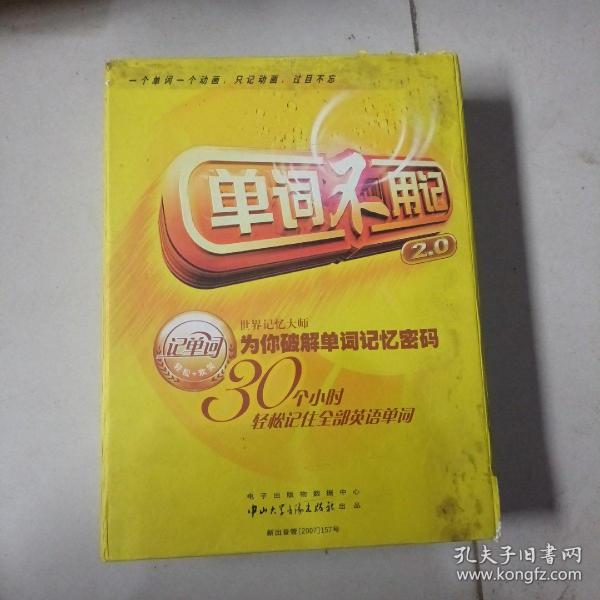 一个单词一个动画，只记动画，过目不忘
单词不用记
2.0
世界记忆大师
记单词
轻松·欢笑
为你破解单词记忆密码
30个小时
轻松记住全部英语单词
电子出版物数据中心
中山大学音像出版社 出品
新出音管[2007]157号
孔夫子旧书网
www.kongfz.com